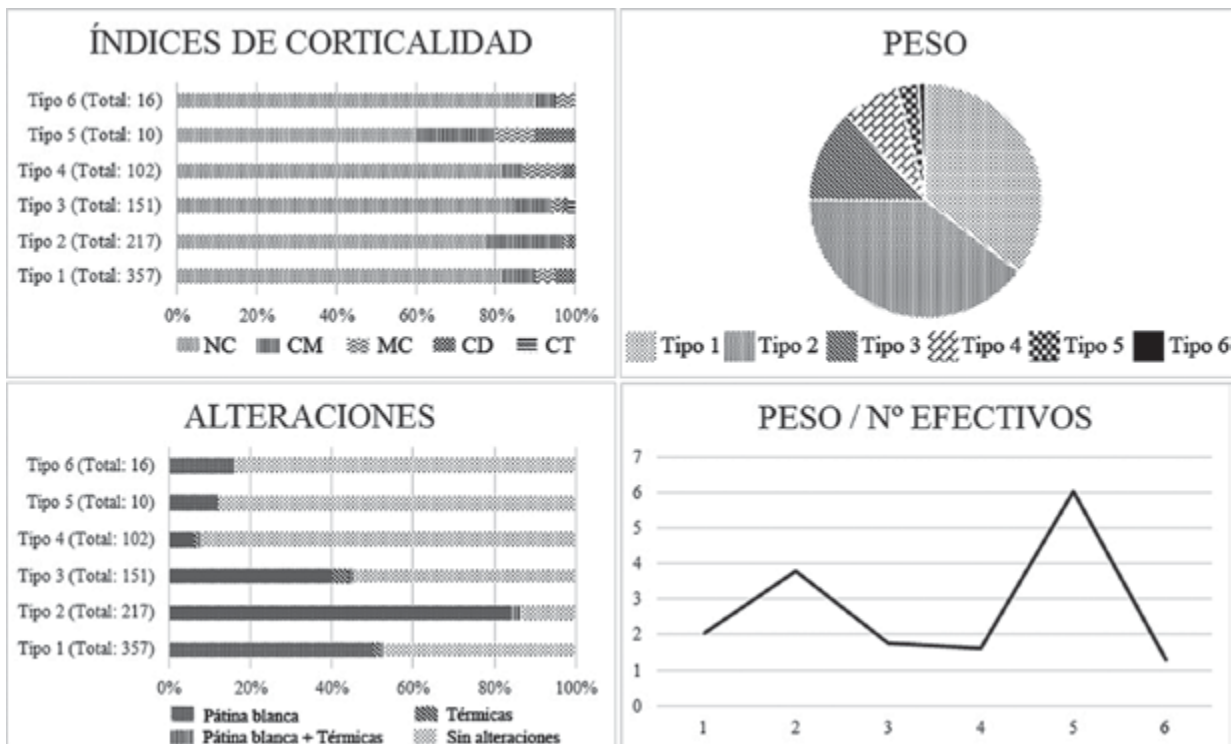 ÍNDICES DE CORTICALIDAD
Tipo 6 (Total: 16)
Tipo 5 (Total: 10)
Tipo 4 (Total: 102)
Tipo 3 (Total: 151)
Tipo 2 (Total: 217)
Tipo 1 (Total: 357)
0% 20% 40% 60% 80% 100%
NC CM MC CD CT
PESO
Tipo 1 Tipo 2 Tipo 3 Tipo 4 Tipo 5 Tipo 6
ALTERACIONES
Tipo 6 (Total: 16)
Tipo 5 (Total: 10)
Tipo 4 (Total: 102)
Tipo 3 (Total: 151)
Tipo 2 (Total: 217)
Tipo 1 (Total: 357)
0% 20% 40% 60% 80% 100%
Pátina blanca Térmicas
Pátina blanca + Térmicas Sin alteraciones
PESO / Nº EFECTIVOS
7
6
5
4
3
2
1
0
1 2 3 4 5 6